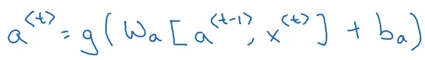 a^{<t>} = g(W_a[a^{<t-1>}, x^{<t>}] + b_a)